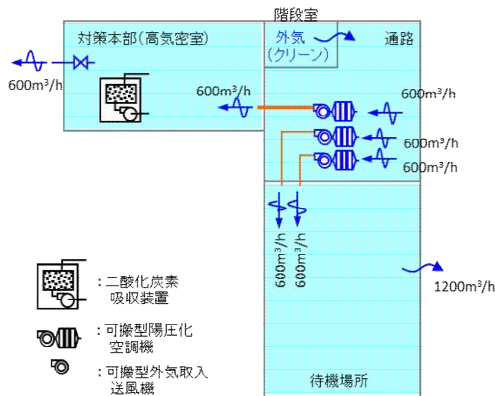 階段室
対策本部(高気密室)
外気
(クリーン)
通路
600m³/h
600m³/h
600m³/h
600m³/h
600m³/h
600m³/h
600m³/h
1200m³/h
:二酸化炭素
吸収装置
:可搬型陽圧化
空調機
:可搬型外気取入
送風機
待機場所